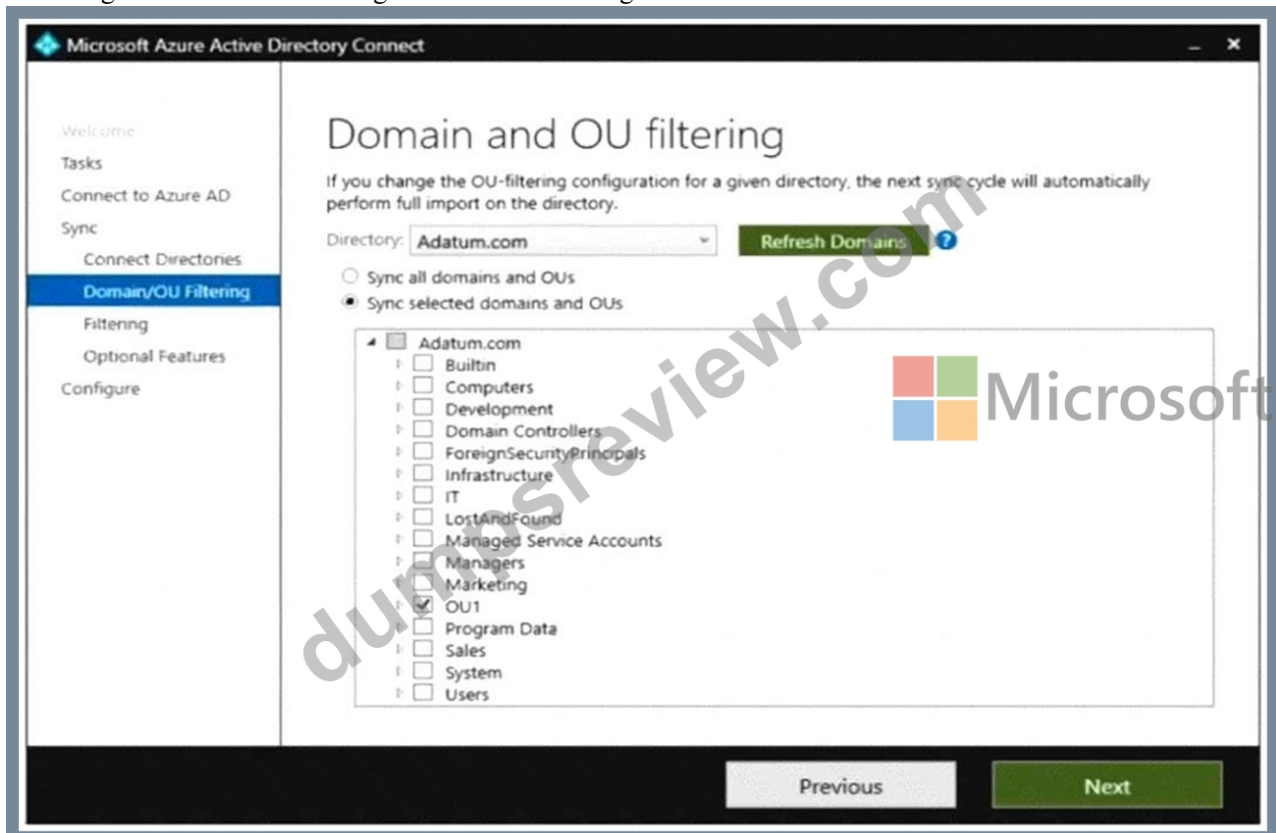 Microsoft Azure Active Directory Connect
Welcome
Tasks
Connect to Azure AD
Sync
Connect Directories
Domain/OU Filtering
Filtering
Optional Features
Configure
Domain and OU filtering
If you change the OU-filtering configuration for a given directory, the next sync cycle will automatically
perform full import on the directory.
Directory: Adatum.com Refresh Domains ?
Sync all domains and OUs
Sync selected domains and OUs
Adatum.com
Builtin
Computers
Development
Domain Controllers
ForeignSecurityPrincipals
Infrastructure
IT
LostAndFound
Managed Service Accounts
Managers
Marketing
OU1
Program Data
Sales
System
Users
Microsoft
dumpsreview.com
Previous
Next